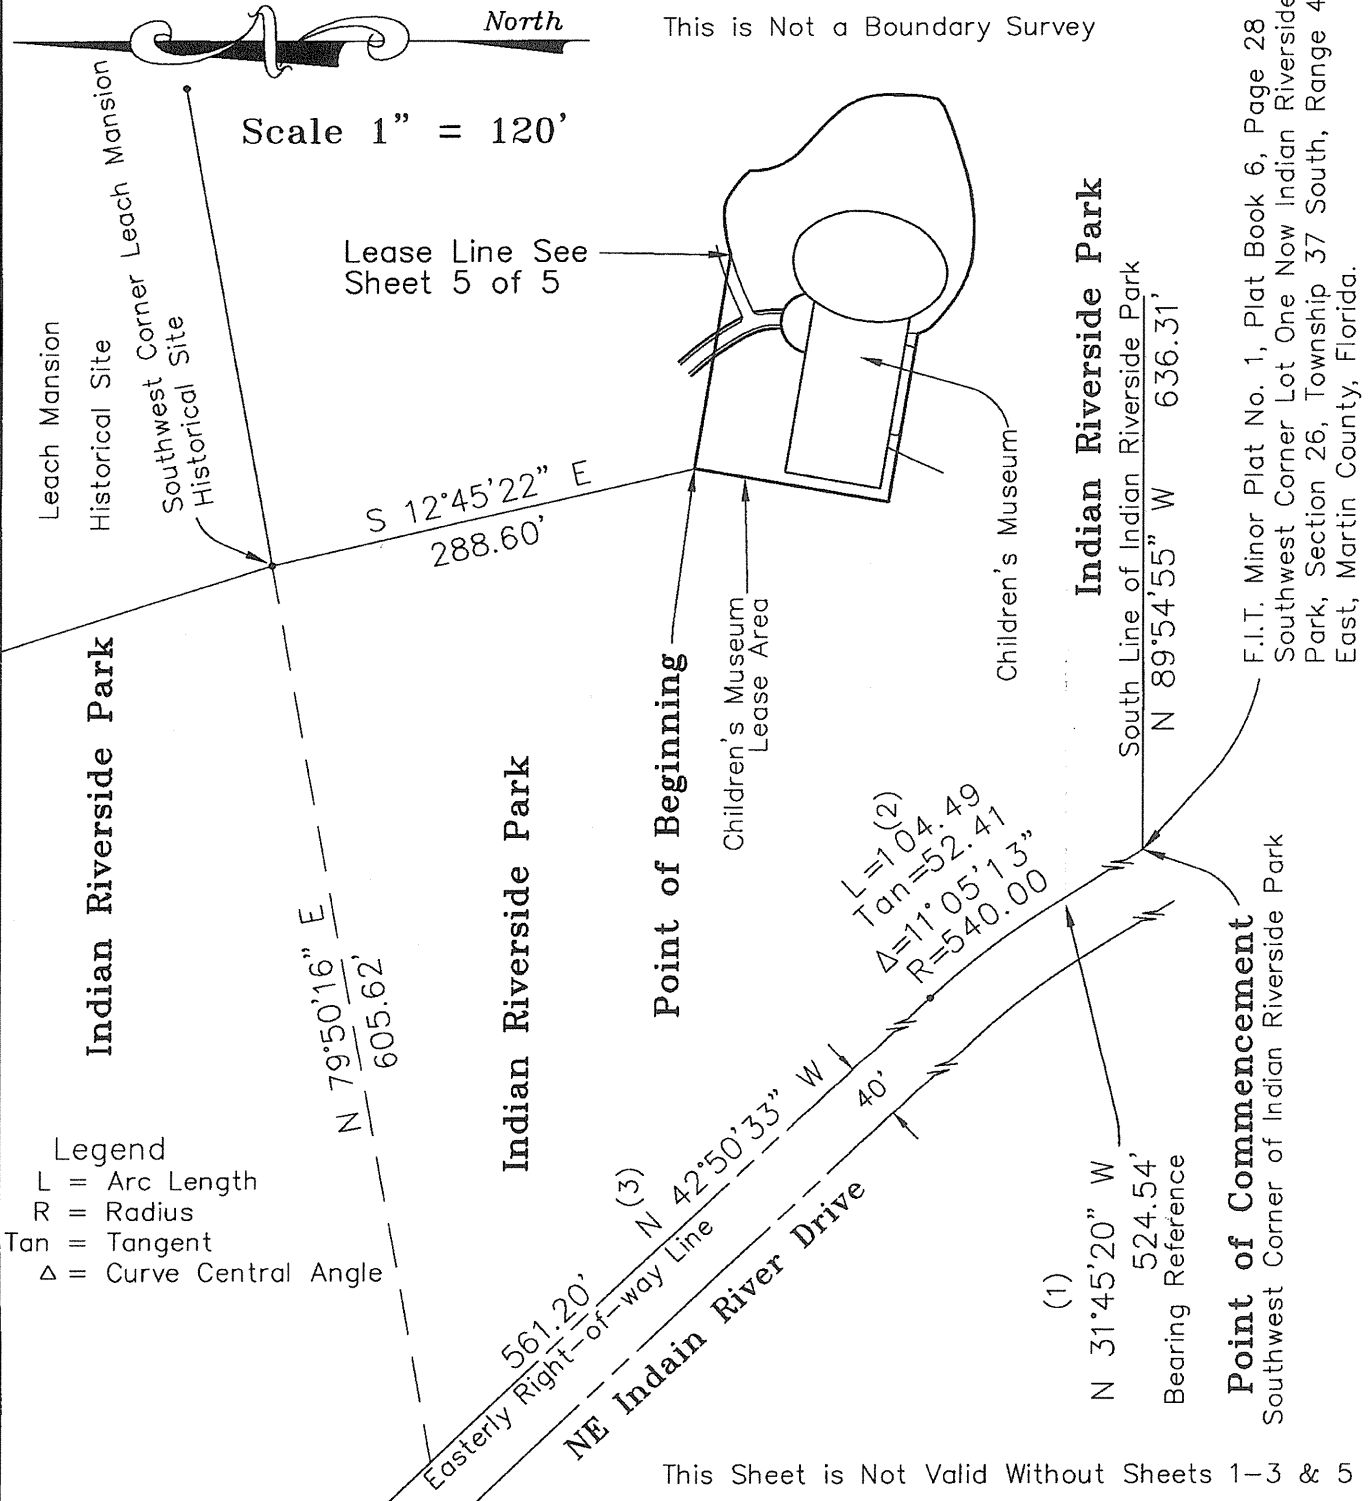 North
This is Not a Boundary Survey
Scale 1" = 120'
Leach Mansion
Historical Site
Southwest Corner Leach Mansion
Historical Site
Lease Line See
Sheet 5 of 5
S 12°45'22" E
288.60'
Indian Riverside Park
Indian Riverside Park
Point of Beginning
Children's Museum
Lease Area
Children's Museum
Indian Riverside Park
South Line of Indian Riverside Park
N 89°54'55" W 636.31'
F.I.T. Minor Plat No. 1, Plat Book 6, Page 28
Southwest Corner Lot One Now Indian Riverside
Park, Section 26, Township 37 South, Range 4
East, Martin County, Florida.
N 79°50'16" E
605.62'
(2)
L=104.49
Tan=52.41
Δ=11°05'13"
R=540.00
Legend
L = Arc Length
R = Radius
Tan = Tangent
Δ = Curve Central Angle
(3)
N 42°50'33" W
561.20'
Easterly Right-of-way Line
40'
NE Indain River Drive
(1)
N 31°45'20" W
524.54'
Bearing Reference
Point of Commencement
Southwest Corner of Indian Riverside Park
This Sheet is Not Valid Without Sheets 1-3 & 5